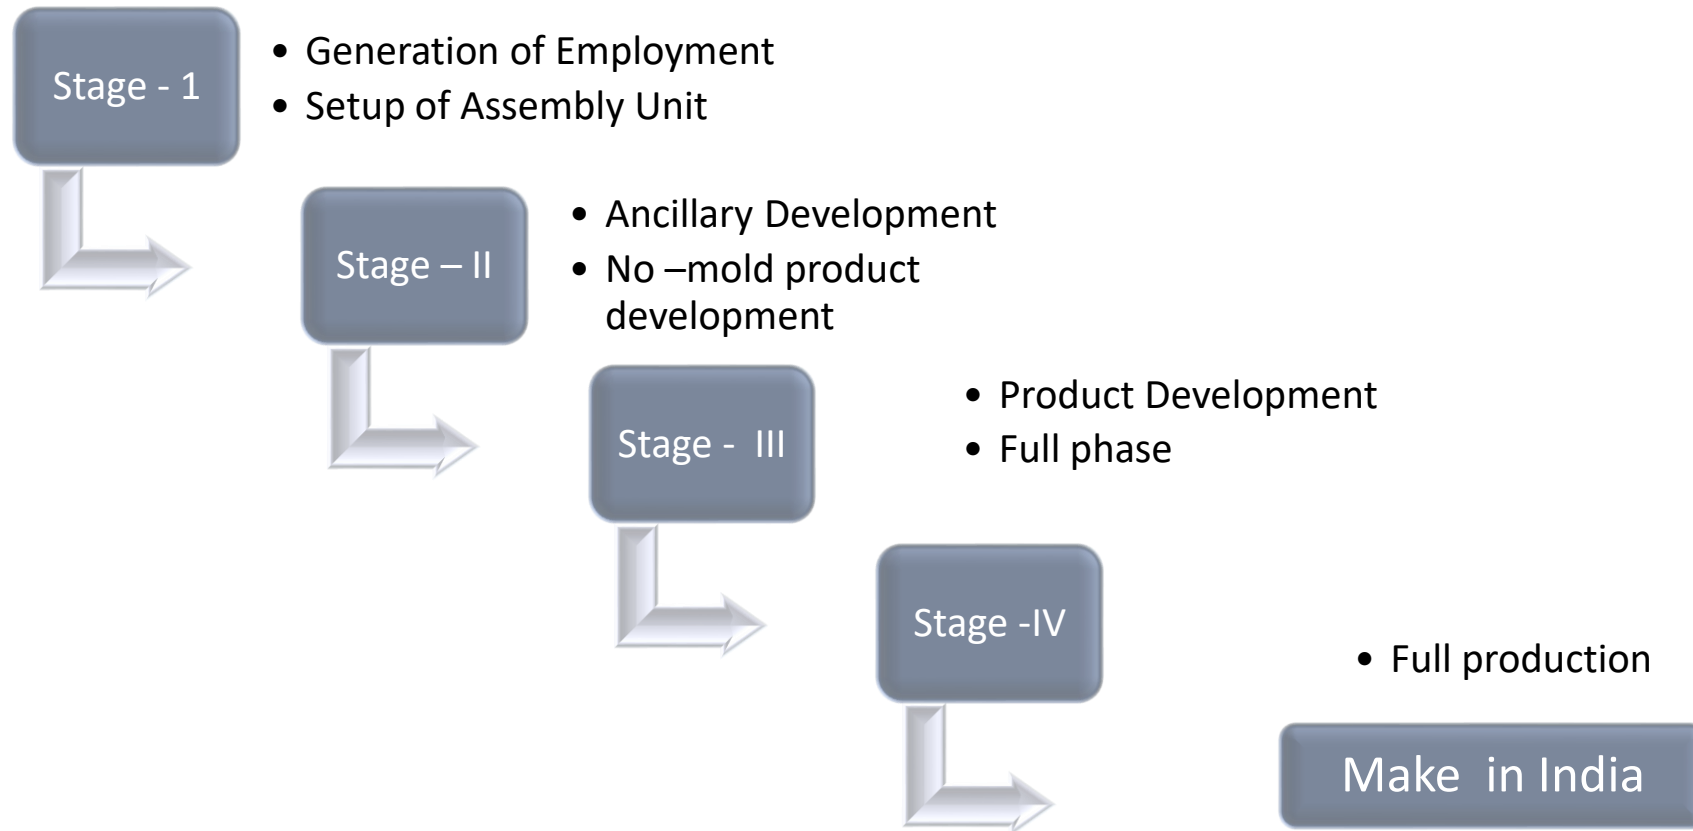 Stage - 1
• Generation of Employment
• Setup of Assembly Unit
Stage – II
• Ancillary Development
• No –mold product
development
Stage -  III
• Product Development
• Full phase
Stage -IV
• Full production
Make  in India